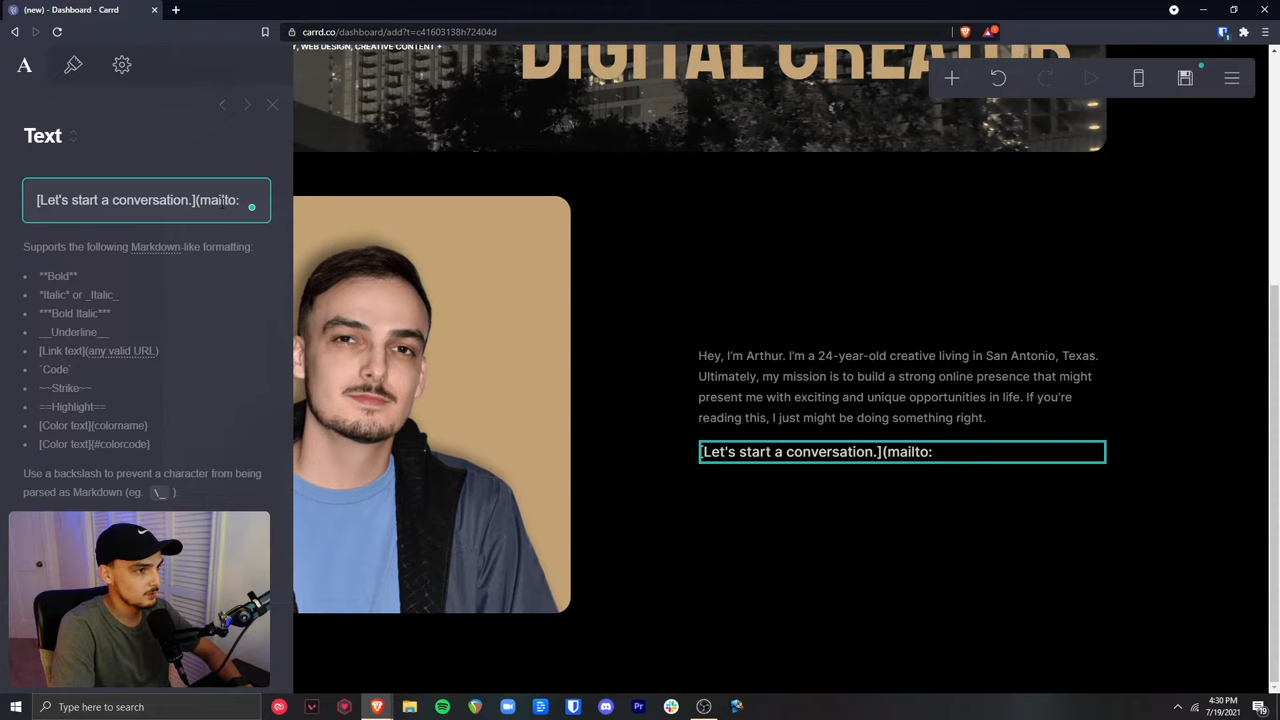 (new) - Dashboard - Carrd
carrd.co/dashboard/add?t=c41603138h72404d
, WEB DESIGN, CREATIVE CONTENT +
DIGITAL CREATOR
A
Text
[Let's start a conversation.](mailto:
Supports the following Markdown-like formatting:
**Bold**
*Italic* or _Italic_
***Bold Italic***
__Underline__
[Link text](any valid URL)
`Code`
~~Strike~~
==Highlight==
[Color text]{colorname}
[Color text]{#colorcode}
Use a backslash to prevent a character from being
parsed as Markdown (eg. \_ ).
Hey, I'm Arthur. I'm a 24-year-old creative living in San Antonio, Texas.
Ultimately, my mission is to build a strong online presence that might
present me with exciting and unique opportunities in life. If you're
reading this, I just might be doing something right.
[Let's start a conversation.](mailto:
Type here to search
Pr
4:30 PM
7/19/2021